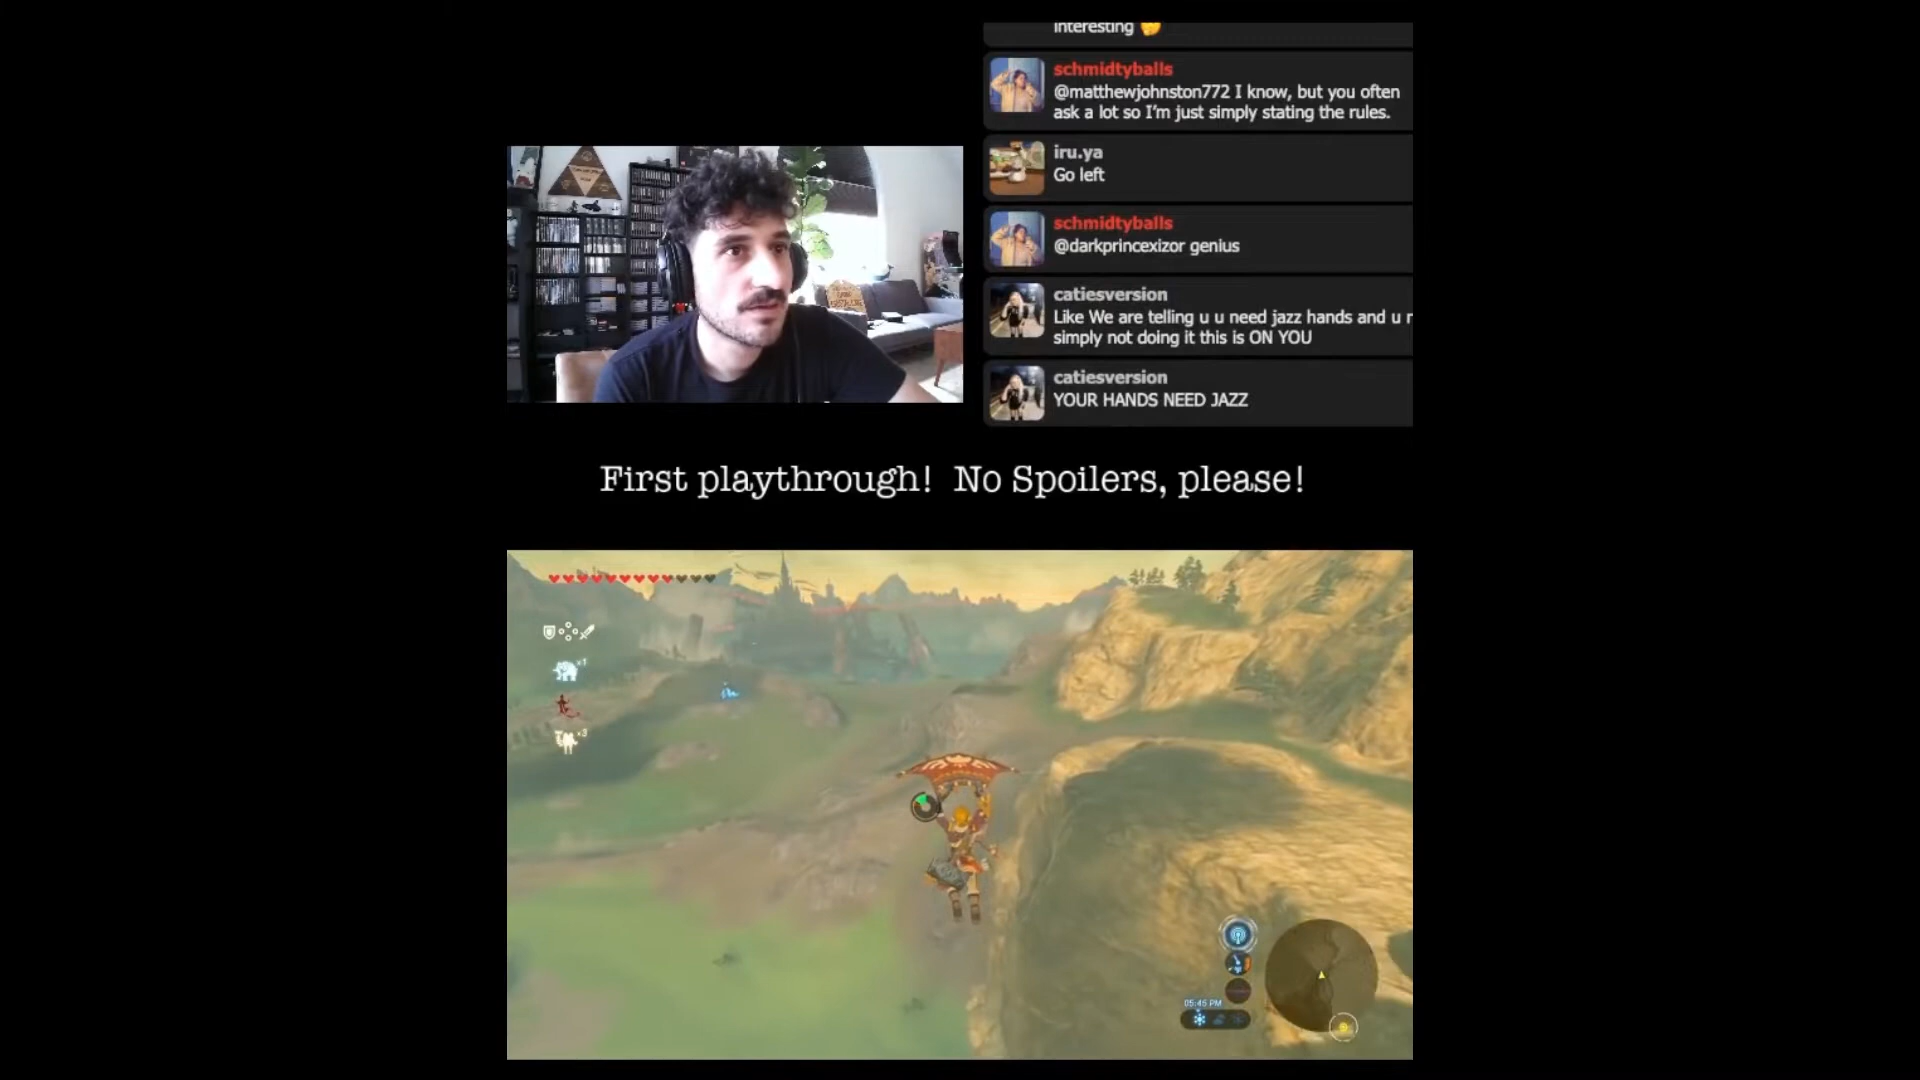 interesting 🤔
schmidtyballs
@matthewjohnston772 I know, but you often
ask a lot so I’m just simply stating the rules.
iru.ya
Go left
schmidtyballs
@darkprincexizor genius
catiesversion
Like We are telling u u need jazz hands and u r
simply not doing it this is ON YOU
catiesversion
YOUR HANDS NEED JAZZ
First playthrough! No Spoilers, please!
×1
×3
05:45 PM